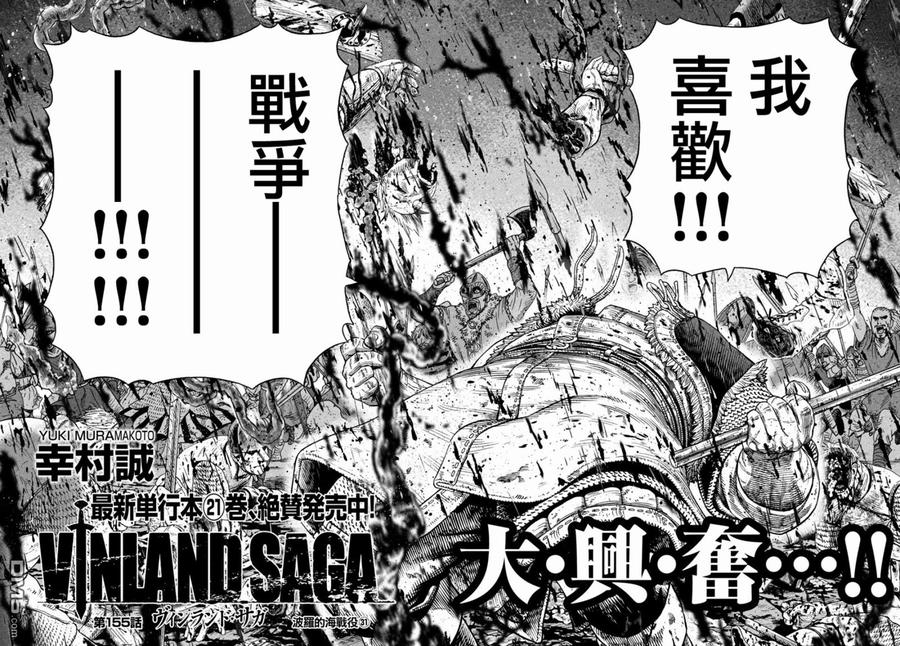 我
喜歡!!!
戰爭———
———
———!!!!!!
YUKI MURAMAKOTO
幸村誠
最新単行本㉑巻、絶賛発売中!
VINLAND SAGA
第155話 ヴィンランド・サガ 波羅的海戰役31
大・興・奮・・・!!